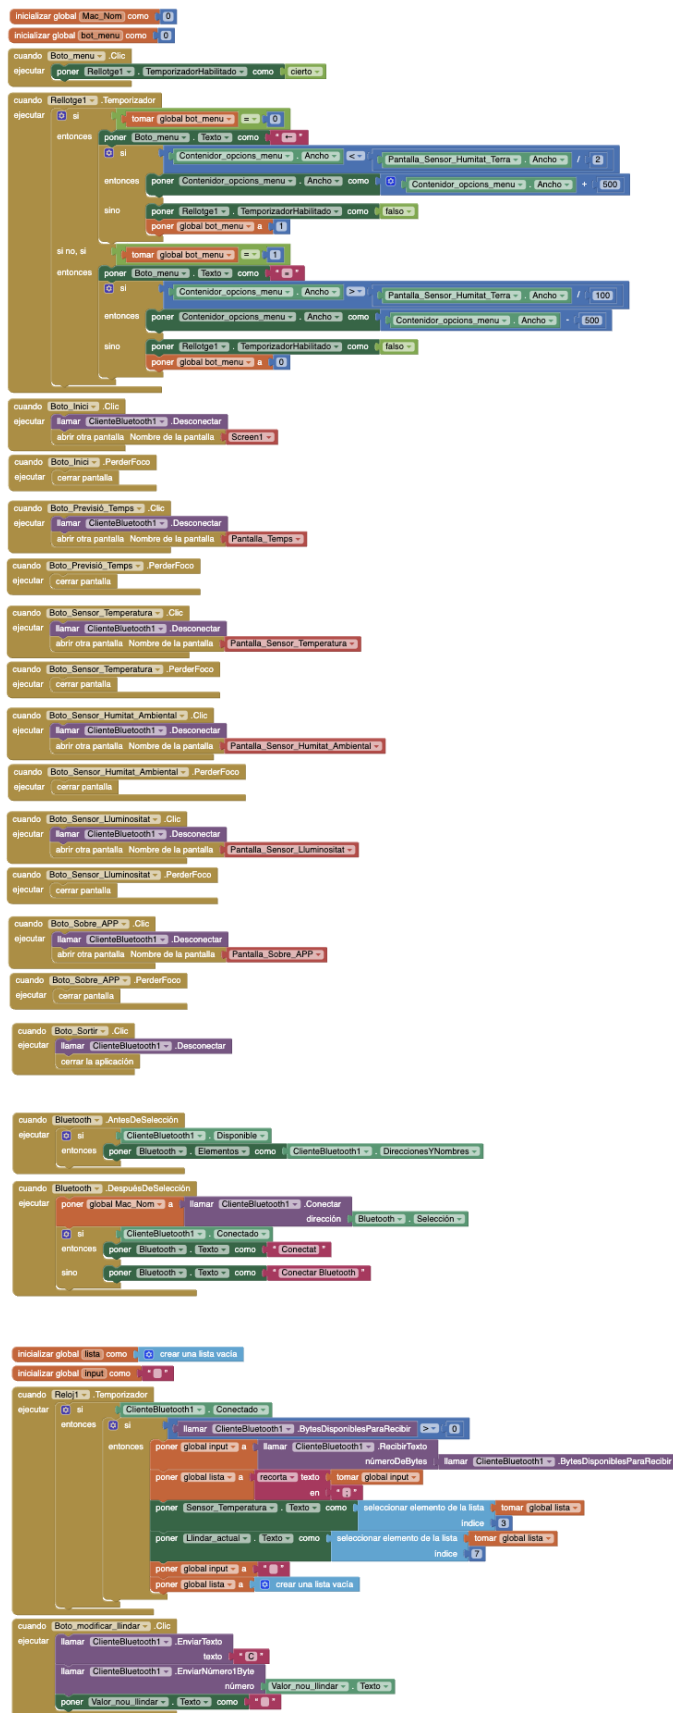 inicializar global Mac_Nom como 0
inicializar global bot_menu como 0
cuando Boto_menu .Clic
ejecutar poner Rellotge1 . TemporizadorHabilitado como cierto
cuando Rellotge1 .Temporizador
ejecutar si tomar global bot_menu = 0
entonces poner Boto_menu . Texto como " ← "
si Contenidor_opcions_menu . Ancho < Pantalla_Sensor_Humitat_Terra . Ancho / 2
entonces poner Contenidor_opcions_menu . Ancho como Contenidor_opcions_menu . Ancho + 500
sino poner Rellotge1 . TemporizadorHabilitado como falso
poner global bot_menu a 1
si no, si tomar global bot_menu = 1
entonces poner Boto_menu . Texto como " "
si Contenidor_opcions_menu . Ancho > Pantalla_Sensor_Humitat_Terra . Ancho / 100
entonces poner Contenidor_opcions_menu . Ancho como Contenidor_opcions_menu . Ancho - 500
sino poner Rellotge1 . TemporizadorHabilitado como falso
poner global bot_menu a 0
cuando Boto_Inici .Clic
ejecutar llamar ClienteBluetooth1 .Desconectar
abrir otra pantalla Nombre de la pantalla Screen1
cuando Boto_Inici .PerderFoco
ejecutar cerrar pantalla
cuando Boto_Previsió_Temps .Clic
ejecutar llamar ClienteBluetooth1 .Desconectar
abrir otra pantalla Nombre de la pantalla Pantalla_Temps
cuando Boto_Previsió_Temps .PerderFoco
ejecutar cerrar pantalla
cuando Boto_Sensor_Temperatura .Clic
ejecutar llamar ClienteBluetooth1 .Desconectar
abrir otra pantalla Nombre de la pantalla Pantalla_Sensor_Temperatura
cuando Boto_Sensor_Temperatura .PerderFoco
ejecutar cerrar pantalla
cuando Boto_Sensor_Humitat_Ambiental .Clic
ejecutar llamar ClienteBluetooth1 .Desconectar
abrir otra pantalla Nombre de la pantalla Pantalla_Sensor_Humitat_Ambiental
cuando Boto_Sensor_Humitat_Ambiental .PerderFoco
ejecutar cerrar pantalla
cuando Boto_Sensor_Lluminositat .Clic
ejecutar llamar ClienteBluetooth1 .Desconectar
abrir otra pantalla Nombre de la pantalla Pantalla_Sensor_Lluminositat
cuando Boto_Sensor_Lluminositat .PerderFoco
ejecutar cerrar pantalla
cuando Boto_Sobre_APP .Clic
ejecutar llamar ClienteBluetooth1 .Desconectar
abrir otra pantalla Nombre de la pantalla Pantalla_Sobre_APP
cuando Boto_Sobre_APP .PerderFoco
ejecutar cerrar pantalla
cuando Boto_Sortir .Clic
ejecutar llamar ClienteBluetooth1 .Desconectar
cerrar la aplicación
cuando Bluetooth .AntesDeSelección
ejecutar si ClienteBluetooth1 . Disponible
entonces poner Bluetooth . Elementos como ClienteBluetooth1 . DireccionesYNombres
cuando Bluetooth .DespuésDeSelección
ejecutar poner global Mac_Nom a llamar ClienteBluetooth1 .Conectar
dirección Bluetooth . Selección
si ClienteBluetooth1 . Conectado
entonces poner Bluetooth . Texto como " Conectat "
sino poner Bluetooth . Texto como " Conectar Bluetooth "
inicializar global lista como crear una lista vacía
inicializar global input como " "
cuando Reloj1 .Temporizador
ejecutar si ClienteBluetooth1 . Conectado
entonces si llamar ClienteBluetooth1 .BytesDisponiblesParaRecibir > 0
entonces poner global input a llamar ClienteBluetooth1 .RecibirTexto
númeroDeBytes llamar ClienteBluetooth1 .BytesDisponiblesParaRecibir
poner global lista a recorta texto tomar global input
en " "
poner Sensor_Temperatura . Texto como seleccionar elemento de la lista tomar global lista
índice 3
poner Llindar_actual . Texto como seleccionar elemento de la lista tomar global lista
índice 7
poner global input a " "
poner global lista a crear una lista vacía
cuando Boto_modificar_llindar .Clic
ejecutar llamar ClienteBluetooth1 .EnviarTexto
texto " C "
llamar ClienteBluetooth1 .EnviarNúmero1Byte
número Valor_nou_llindar . Texto
poner Valor_nou_llindar . Texto como " "